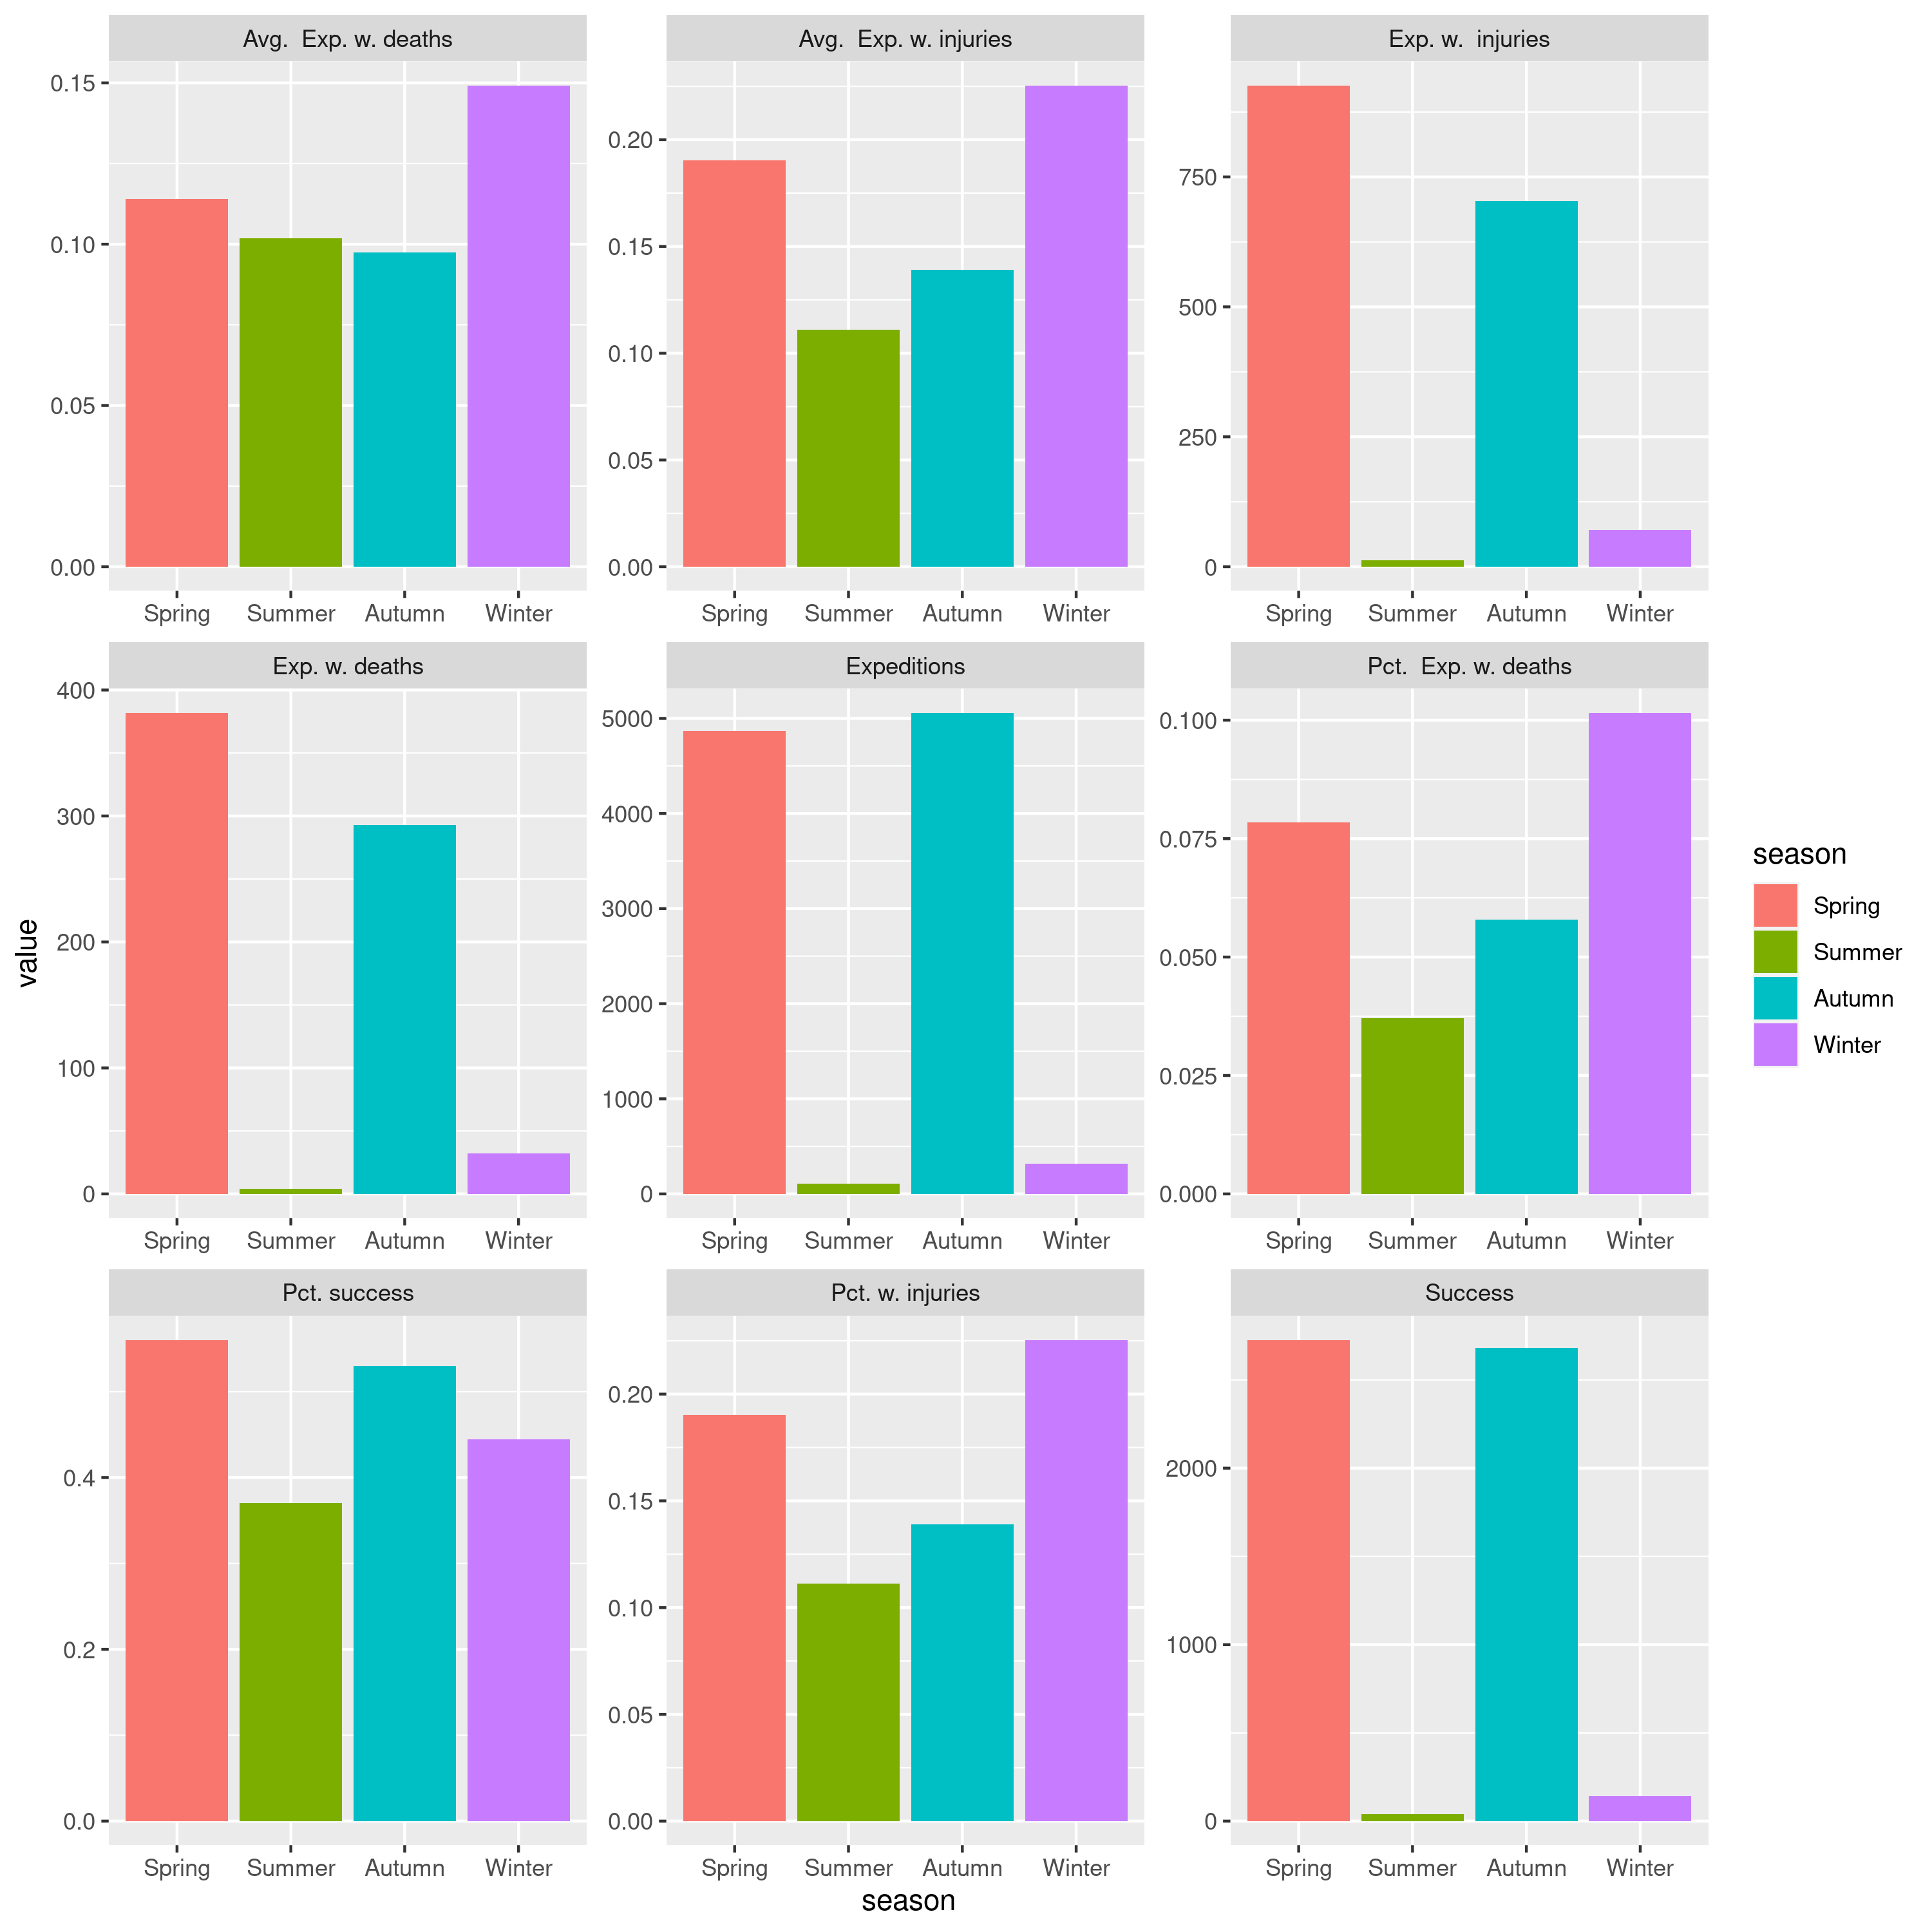 Avg.  Exp. w. deaths
Avg.  Exp. w. injuries
Exp. w.  injuries
0.15
0.10
0.05
0.00
0.20
0.15
0.10
0.05
0.00
750
500
250
0
Spring Summer Autumn Winter
Spring Summer Autumn Winter
Spring Summer Autumn Winter
Exp. w. deaths
Expeditions
Pct.  Exp. w. deaths
400
300
200
100
0
5000
4000
3000
2000
1000
0
0.100
0.075
0.050
0.025
0.000
Spring Summer Autumn Winter
Spring Summer Autumn Winter
Spring Summer Autumn Winter
Pct. success
Pct. w. injuries
Success
0.4
0.2
0.0
0.20
0.15
0.10
0.05
0.00
2000
1000
0
Spring Summer Autumn Winter
Spring Summer Autumn Winter
Spring Summer Autumn Winter
season
value
season
Spring
Summer
Autumn
Winter